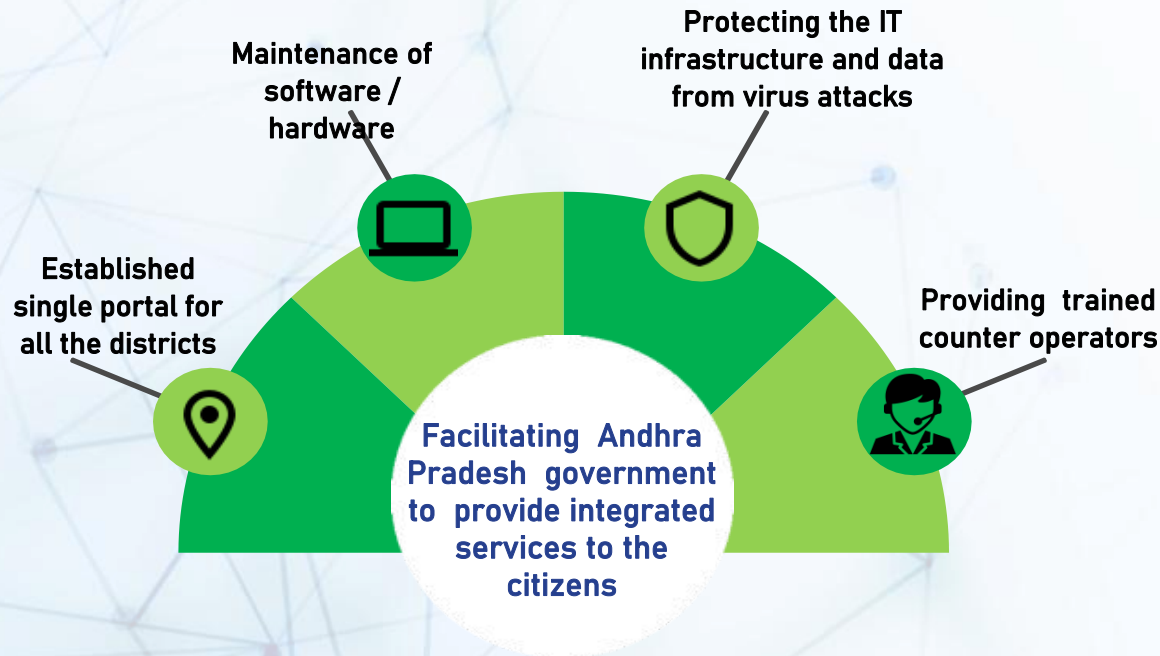 Maintenance of
software /
hardware
Protecting the IT
infrastructure and data
from virus attacks
Established
single portal for
all the districts
Providing trained
counter operators
Facilitating Andhra
Pradesh government
to provide integrated
services to the
citizens